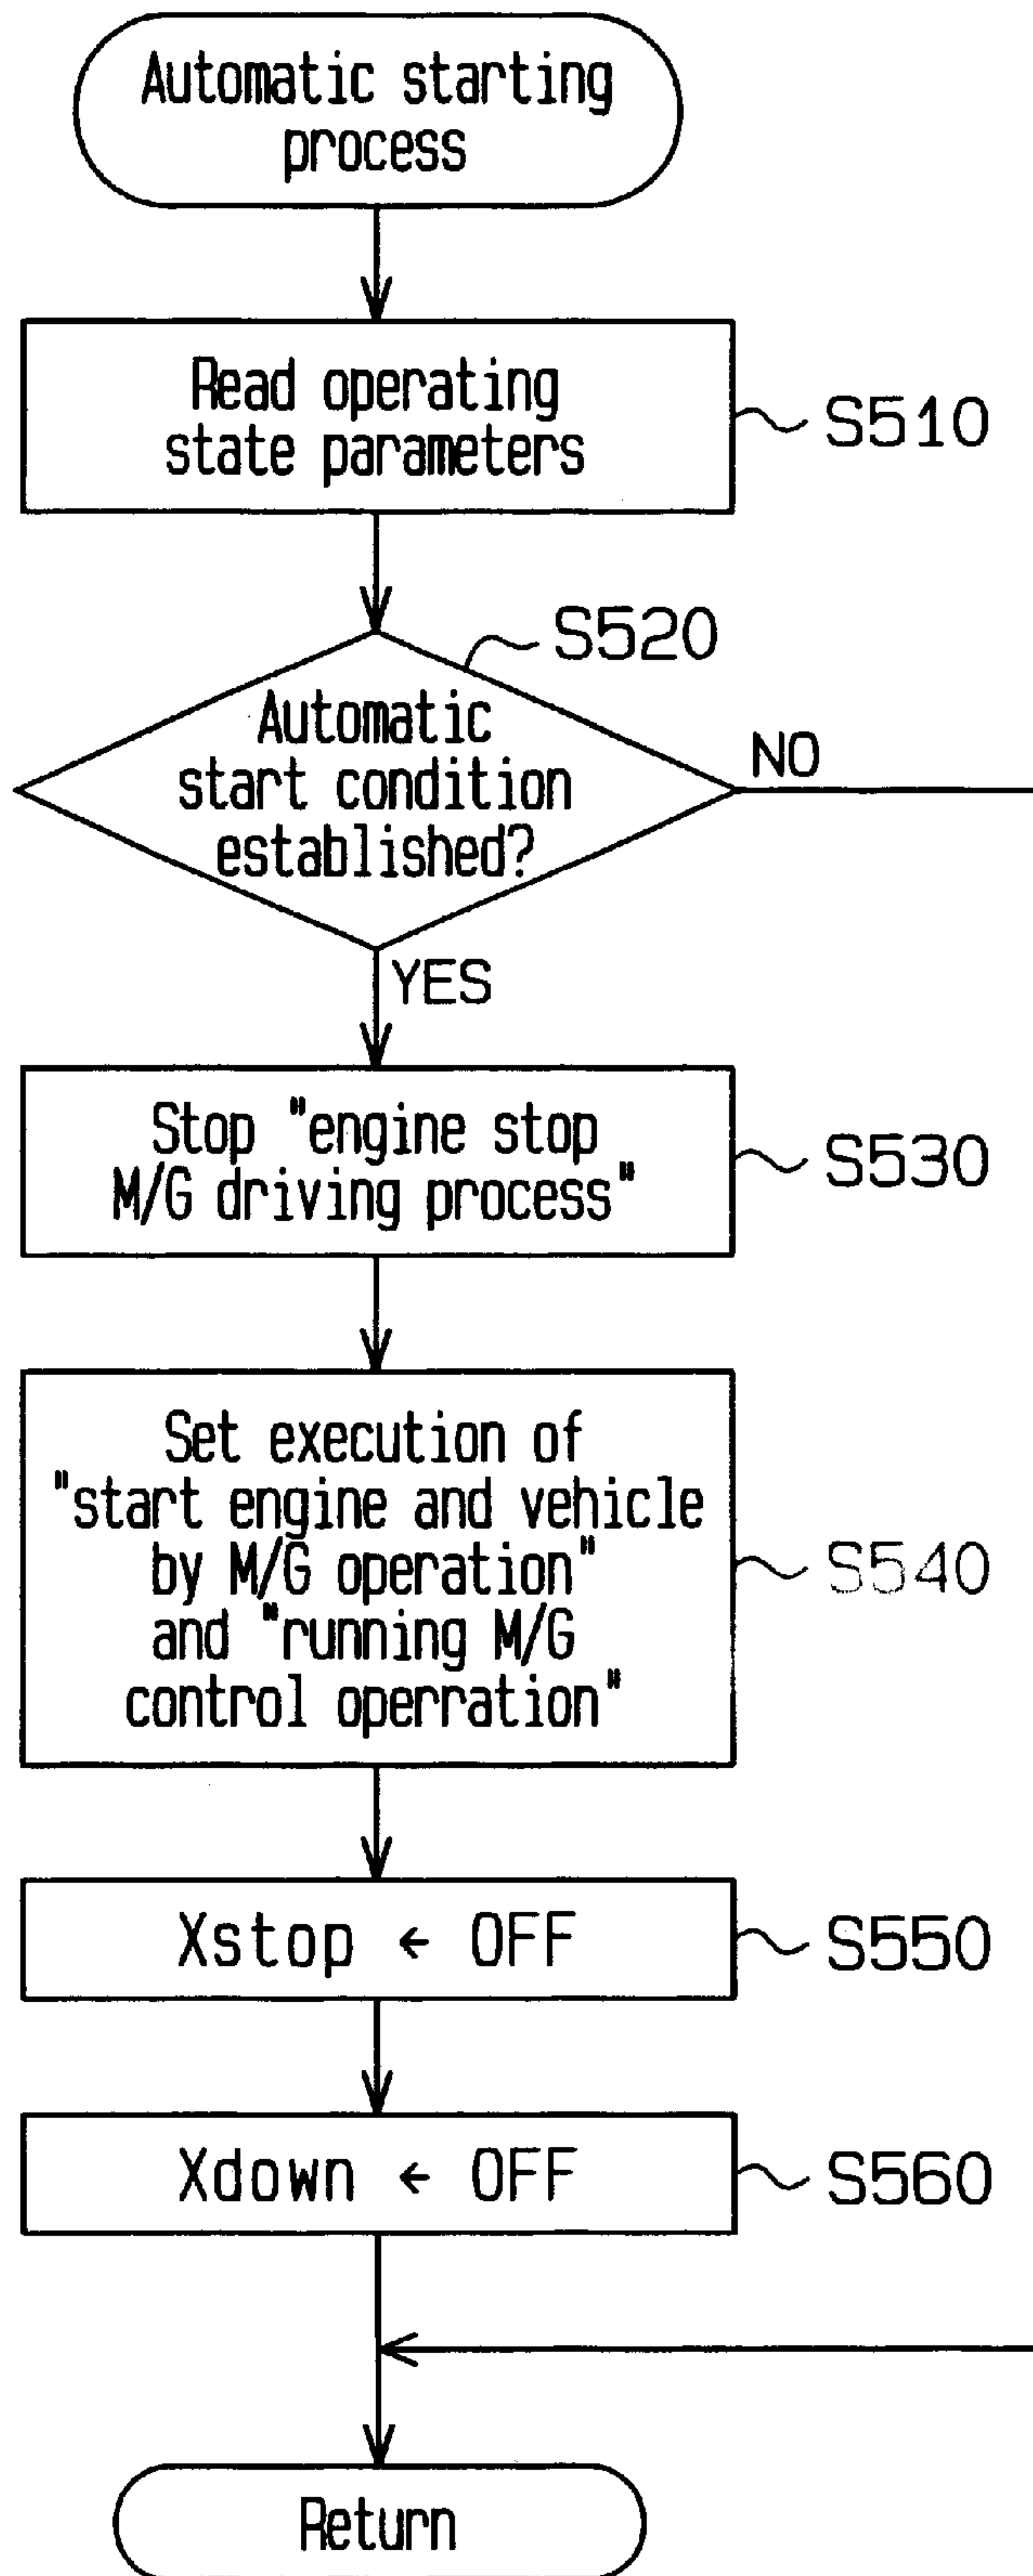 Automatic starting
process
Read operating
state parameters
S510
S520
Automatic
start condition
established?
NO
YES
Stop "engine stop
M/G driving process"
S530
Set execution of
"start engine and vehicle
by M/G operation"
and "running M/G
control operration"
S540
Xstop ← OFF
S550
Xdown ← OFF
S560
Return